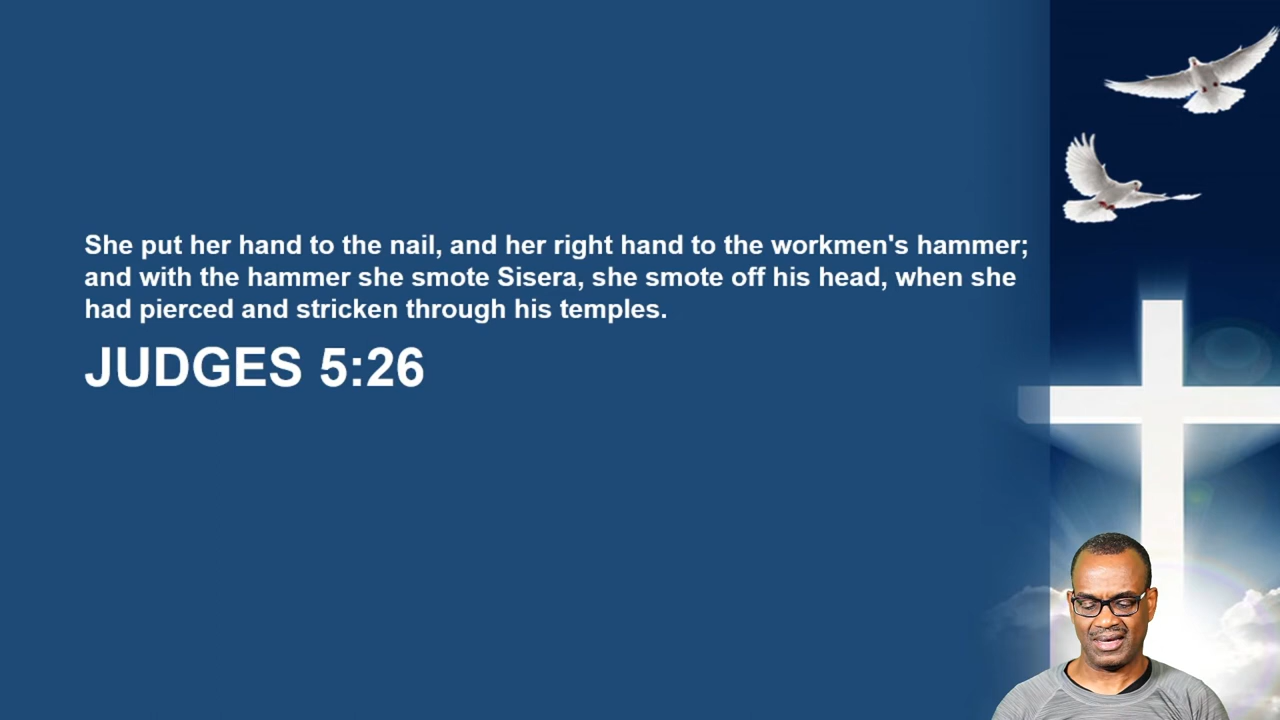 She put her hand to the nail, and her right hand to the workmen's hammer;
and with the hammer she smote Sisera, she smote off his head, when she
had pierced and stricken through his temples.
JUDGES 5:26